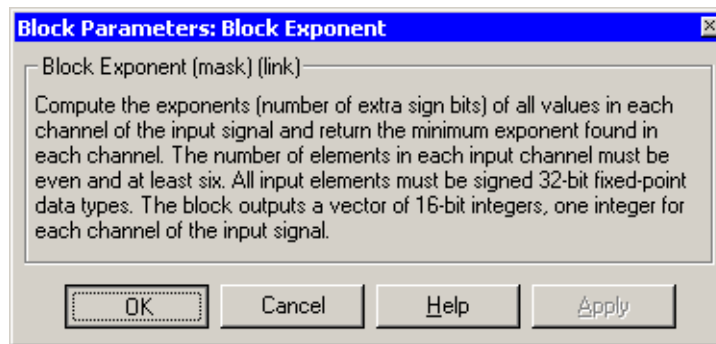 Block Parameters: Block Exponent
Block Exponent (mask) (link)
Compute the exponents (number of extra sign bits) of all values in each
channel of the input signal and return the minimum exponent found in
each channel. The number of elements in each input channel must be
even and at least six. All input elements must be signed 32-bit fixed-point
data types. The block outputs a vector of 16-bit integers, one integer for
each channel of the input signal.
OK Cancel Help Apply